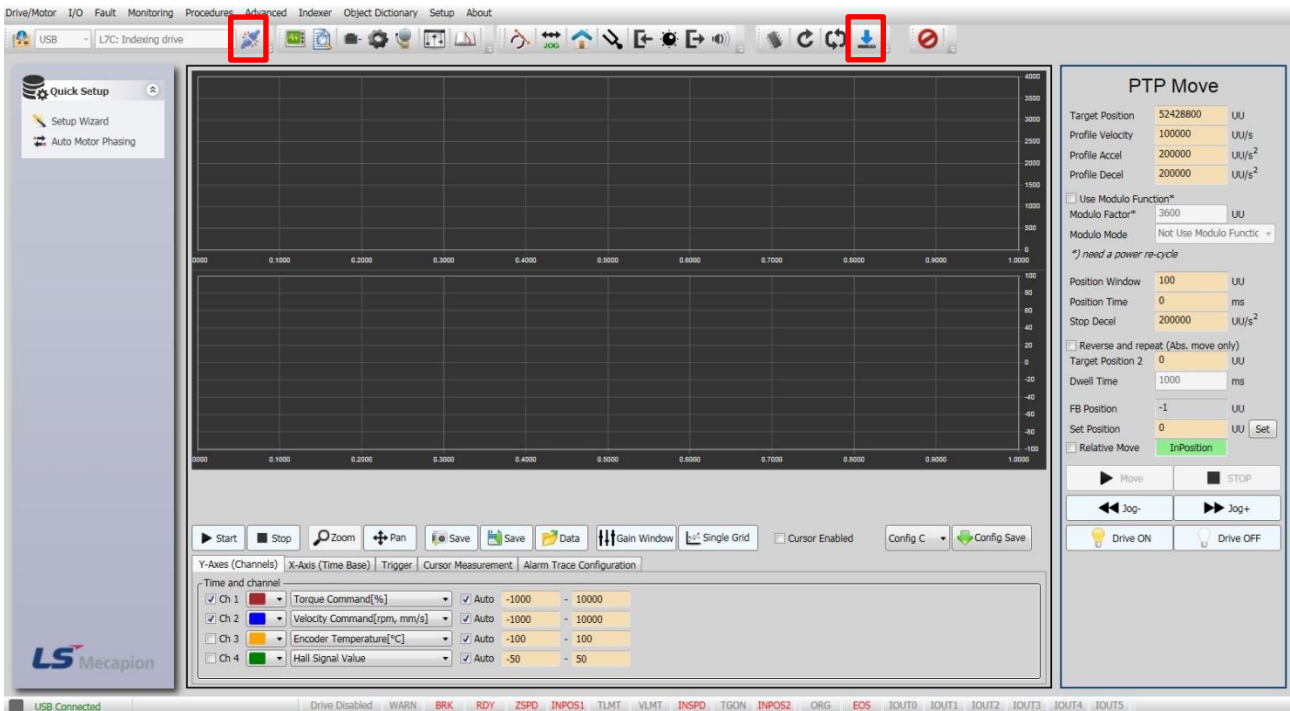 Drive/Motor I/O Fault Monitoring Procedures Advanced Indexer Object Dictionary Setup About
USB L7C: Indexing drive JOG
Quick Setup
Setup Wizard
Auto Motor Phasing
LS Mecapion
4000
3500
3000
2500
2000
1500
1000
500
0
0000 0.1000 0.2000 0.3000 0.4000 0.5000 0.6000 0.7000 0.8000 0.9000 1.0000
100
80
60
40
20
0
-20
-40
-60
-80
-100
0000 0.1000 0.2000 0.3000 0.4000 0.5000 0.6000 0.7000 0.8000 0.9000 1.0000
Start Stop Zoom Pan Save Save Data Gain Window Single Grid Cursor Enabled Config C Config Save
Y-Axes (Channels) X-Axis (Time Base) Trigger Cursor Measurement Alarm Trace Configuration
Time and channel
Ch 1 Torque Command[%] Auto -1000 - 10000
Ch 2 Velocity Command[rpm, mm/s] Auto -1000 - 10000
Ch 3 Encoder Temperature[°C] Auto -100 - 100
Ch 4 Hall Signal Value Auto -50 - 50
PTP Move
Target Position 52428800 UU
Profile Velocity 100000 UU/s
Profile Accel 200000 UU/s²
Profile Decel 200000 UU/s²
Use Modulo Function*
Modulo Factor* 3600 UU
Modulo Mode Not Use Modulo Functic
*) need a power re-cycle
Position Window 100 UU
Position Time 0 ms
Stop Decel 200000 UU/s²
Reverse and repeat (Abs. move only)
Target Position 2 0 UU
Dwell Time 1000 ms
FB Position -1 UU
Set Position 0 UU Set
Relative Move InPosition
Move STOP
Jog- Jog+
Drive ON Drive OFF
USB Connected Drive Disabled WARN BRK RDY ZSPD INPOS1 TLMT VLMT INSPD TGON INPOS2 ORG EOS IOUT0 IOUT1 IOUT2 IOUT3 IOUT4 IOUT5